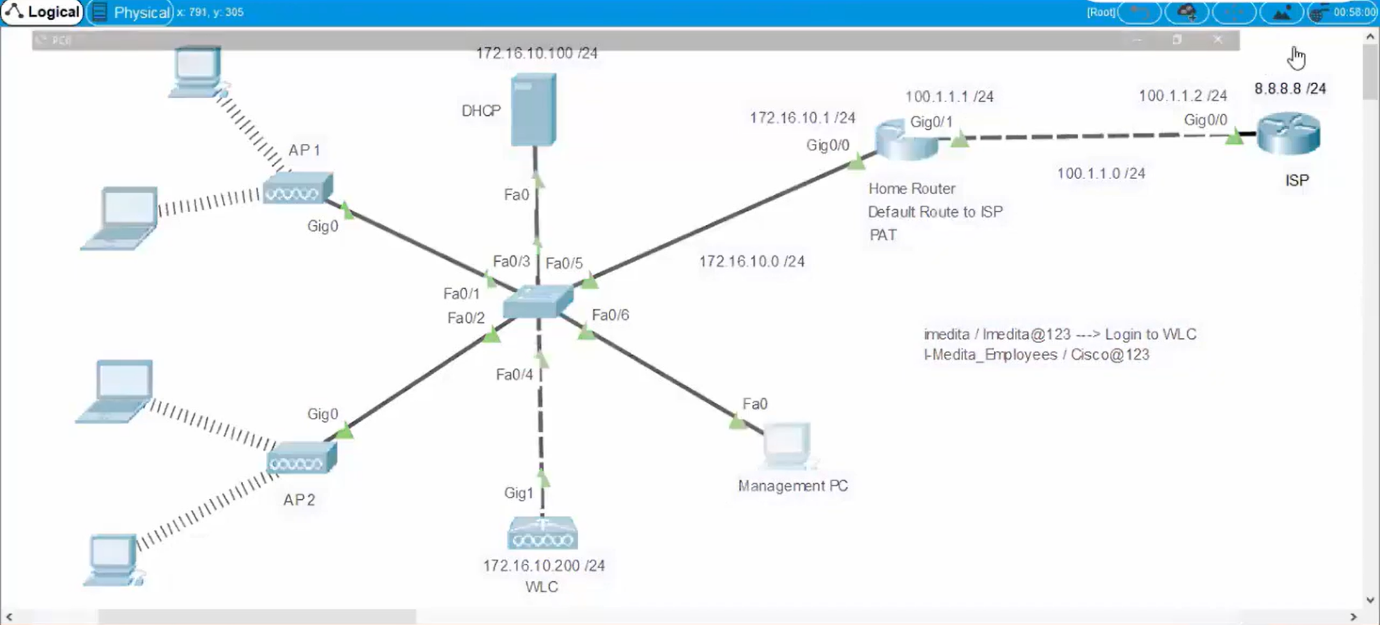 Logical
Physical x: 791, y: 305
[Root]
00:58:00
PC6
172.16.10.100 /24
DHCP
Fa0
AP1
Gig0
Fa0/3
Fa0/5
Fa0/1
Fa0/2
Fa0/6
Fa0/4
172.16.10.1 /24
Gig0/0
100.1.1.1 /24
Gig0/1
100.1.1.2 /24
Gig0/0
8.8.8.8 /24
ISP
100.1.1.0 /24
Home Router
Default Route to ISP
PAT
172.16.10.0 /24
imedita / Imedita@123 ---> Login to WLC
I-Medita_Employees / Cisco@123
Gig0
AP2
Fa0
Management PC
Gig1
172.16.10.200 /24
WLC